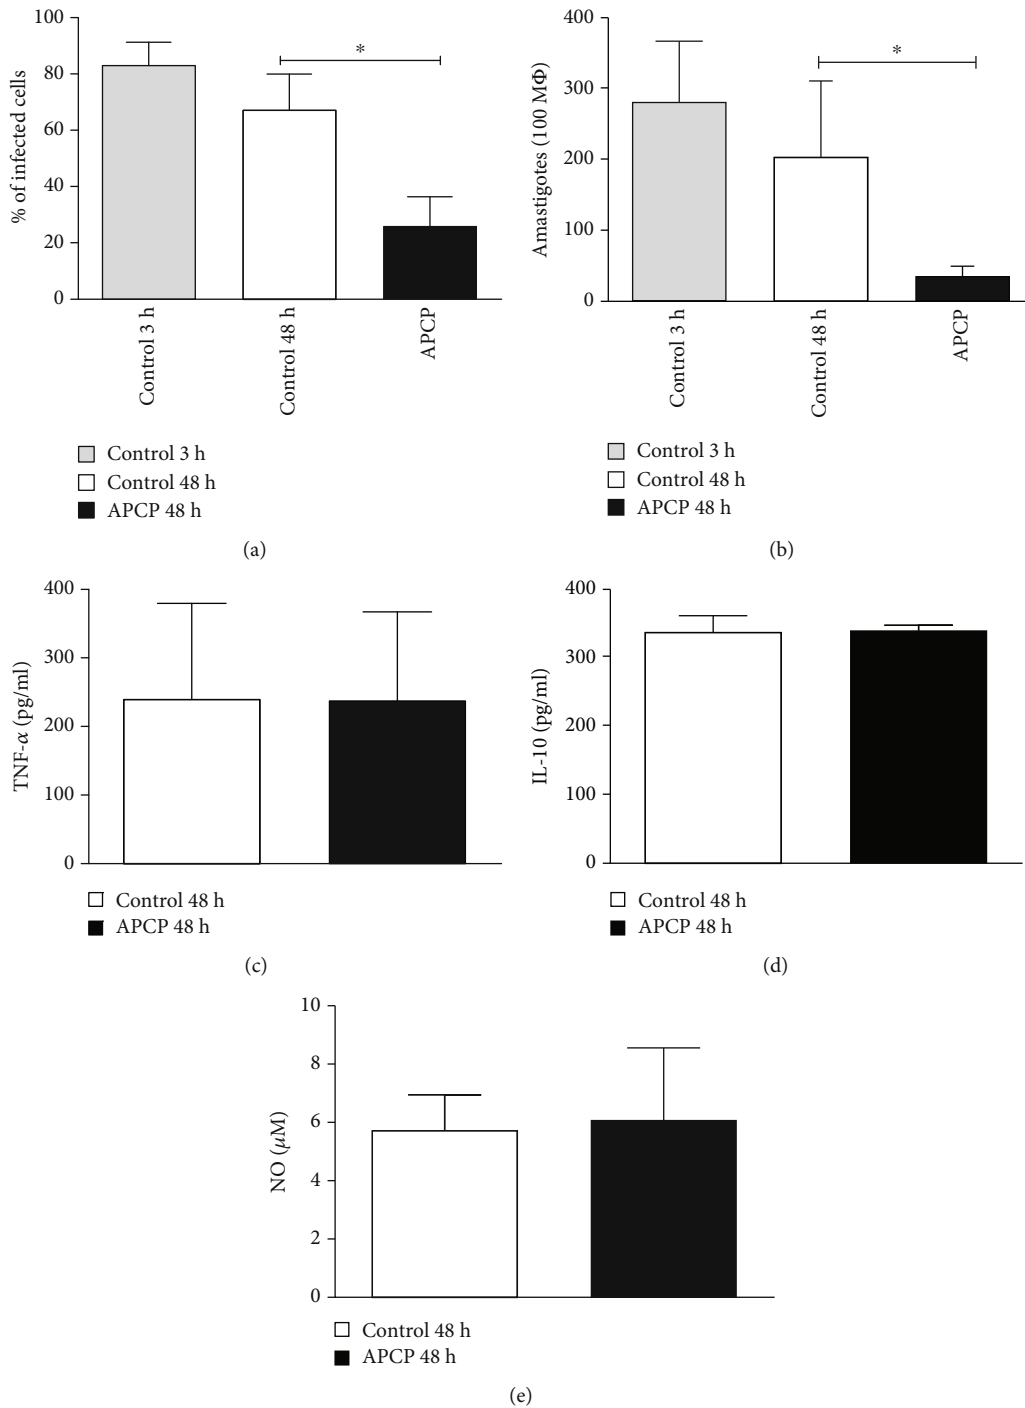 % of infected cells
100
80
60
40
20
0
*
Control 3 h
Control 48 h
APCP
Control 3 h
Control 48 h
APCP 48 h
(a)
Amastigotes (100 MΦ)
400
300
200
100
0
*
Control 3 h
Control 48 h
APCP
Control 3 h
Control 48 h
APCP 48 h
(b)
TNF-α (pg/ml)
400
300
200
100
0
Control 48 h
APCP 48 h
(c)
IL-10 (pg/ml)
400
300
200
100
0
Control 48 h
APCP 48 h
(d)
NO (μM)
10
8
6
4
2
0
Control 48 h
APCP 48 h
(e)